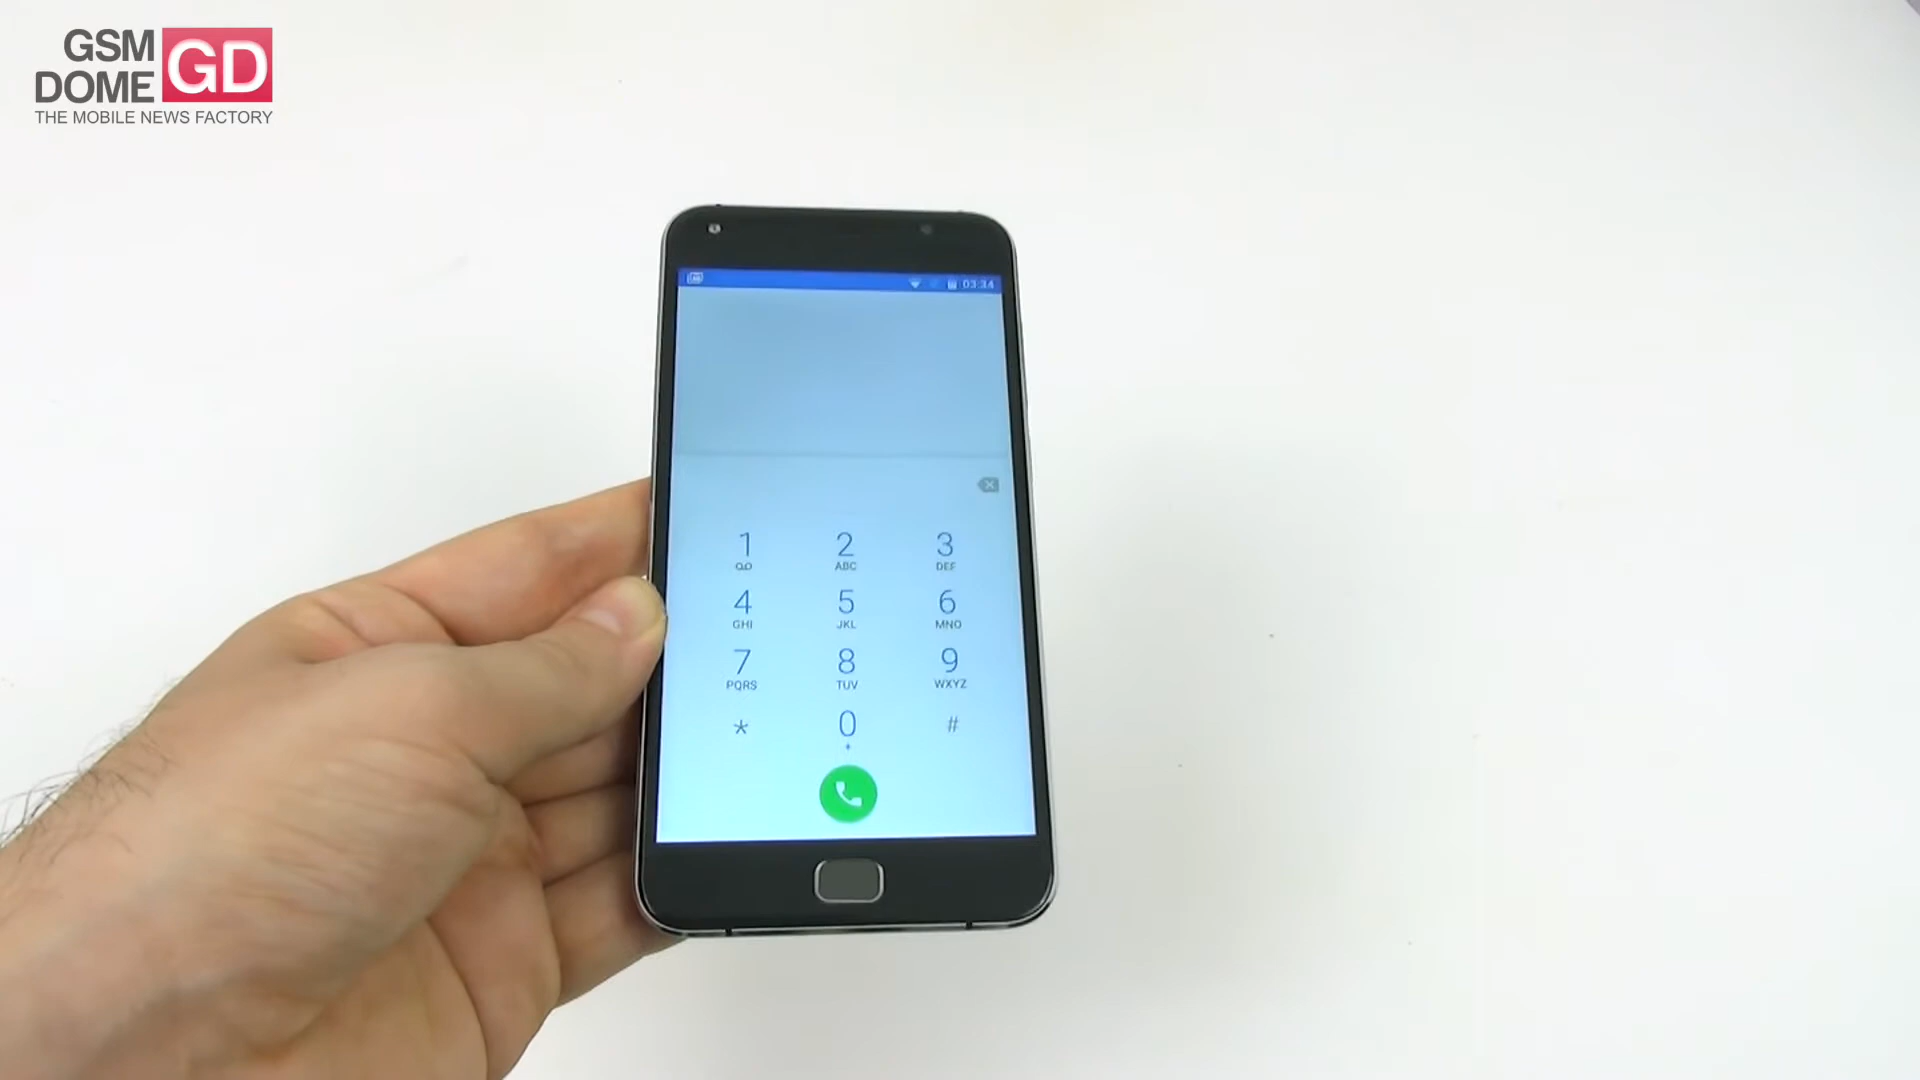 GSM
DOME
GD
THE MOBILE NEWS FACTORY
03:34
1 2 3
ABC DEF
4 5 6
GHI JKL MNO
7 8 9
PQRS TUV WXYZ
* 0 #
+